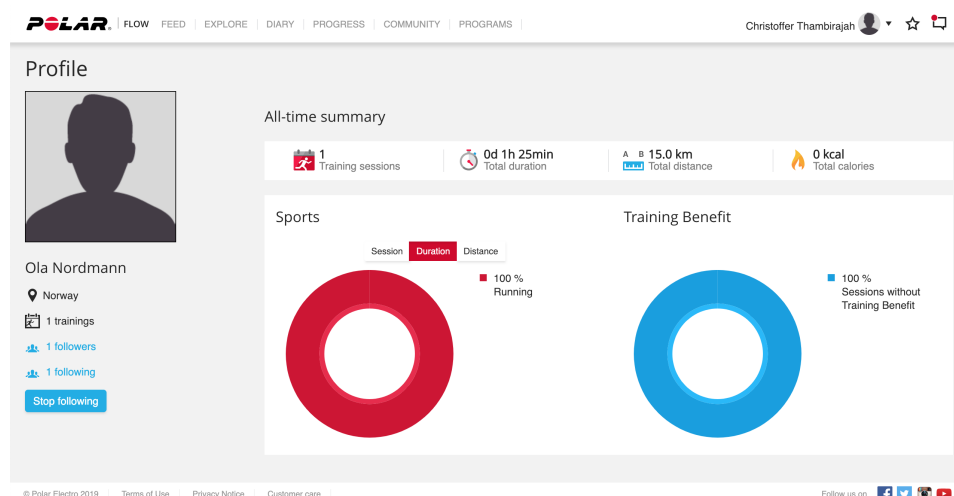 POLAR. FLOW FEED EXPLORE DIARY PROGRESS COMMUNITY PROGRAMS Christoffer Thambirajah
Profile
All-time summary
1
Training sessions
0d 1h 25min
Total duration
A B 15.0 km
Total distance
0 kcal
Total calories
Sports
Session Duration Distance
100 %
Running
Training Benefit
100 %
Sessions without
Training Benefit
Ola Nordmann
Norway
1 trainings
1 followers
1 following
Stop following
© Polar Electro 2019 Terms of Use Privacy Notice Customer care Follow us on